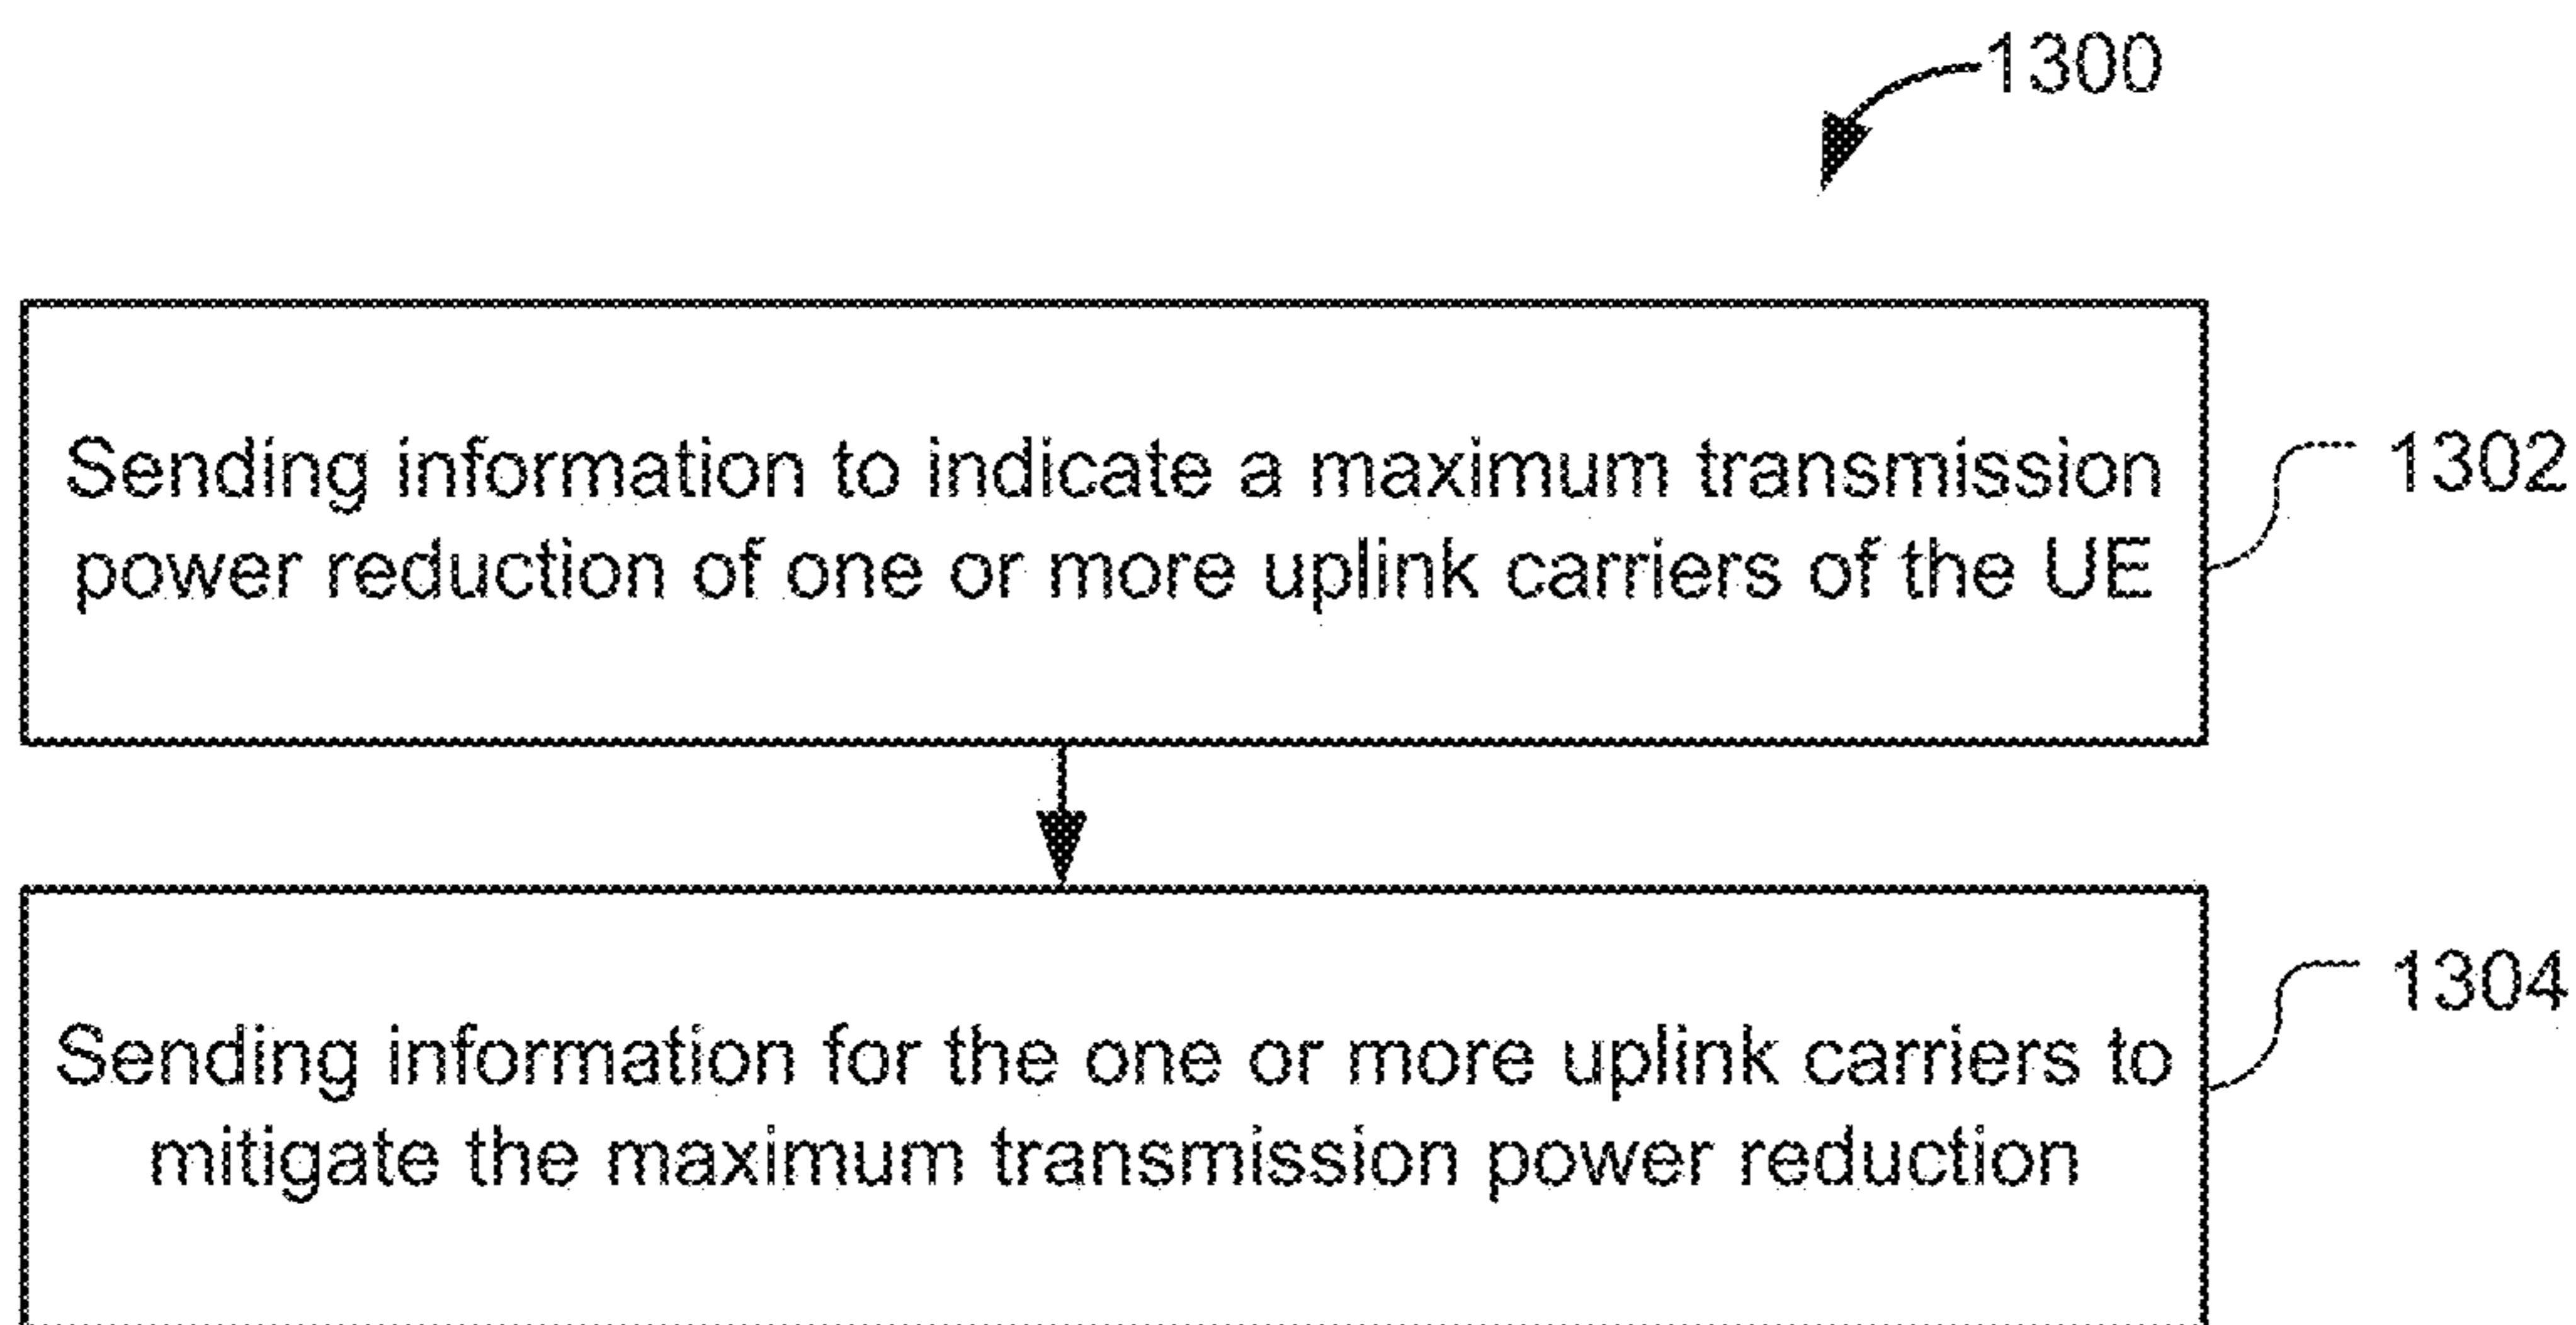 1300
Sending information to indicate a maximum transmission
power reduction of one or more uplink carriers of the UE
1302
Sending information for the one or more uplink carriers to
mitigate the maximum transmission power reduction
1304